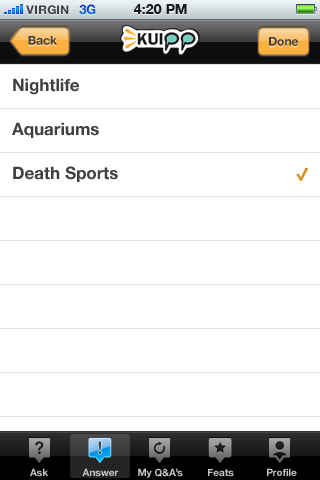 VIRGIN 3G 4:20 PM
Back KUIPP Done
Nightlife
Aquariums
Death Sports
Ask Answer My Q&A's Feats Profile